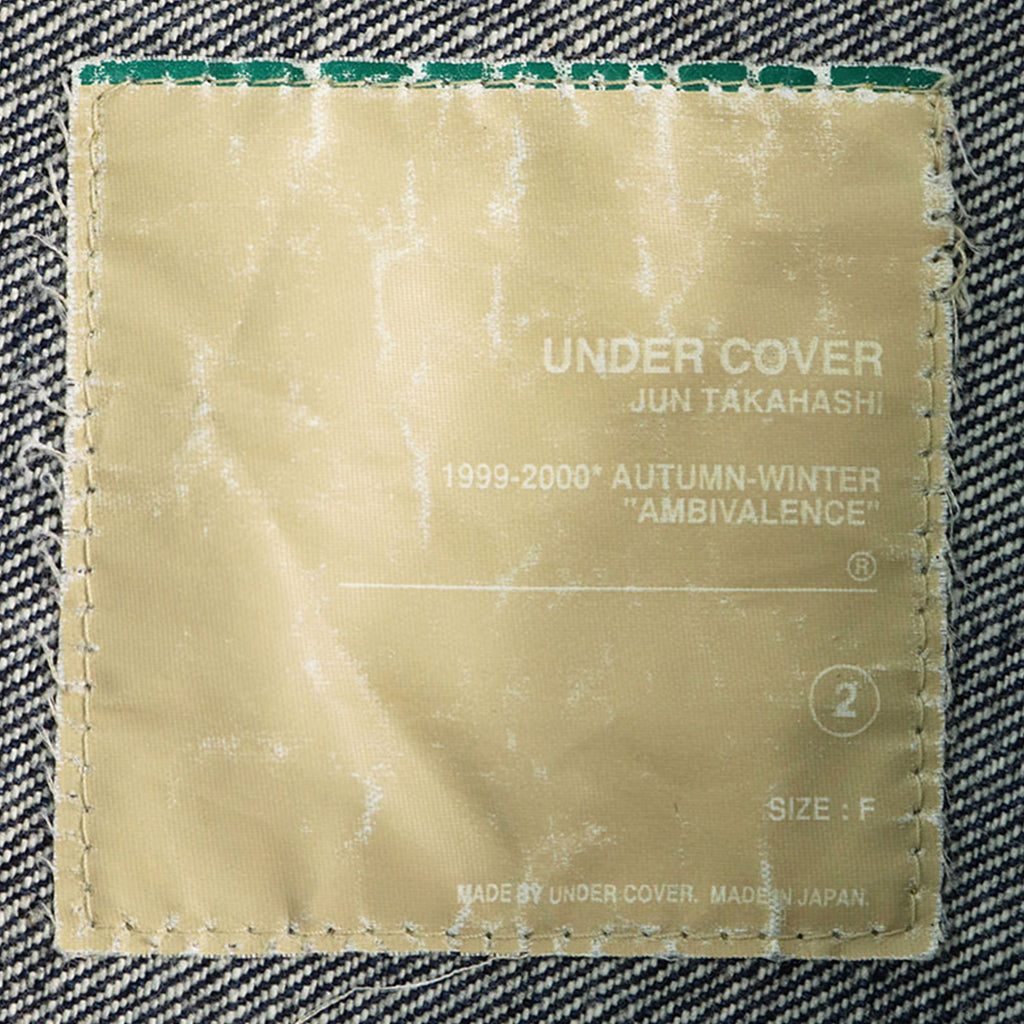 UNDER COVER
JUN TAKAHASHI
1999-2000* AUTUMN-WINTER
"AMBIVALENCE"
®
2
SIZE : F
MADE BY UNDER COVER. MADE IN JAPAN.